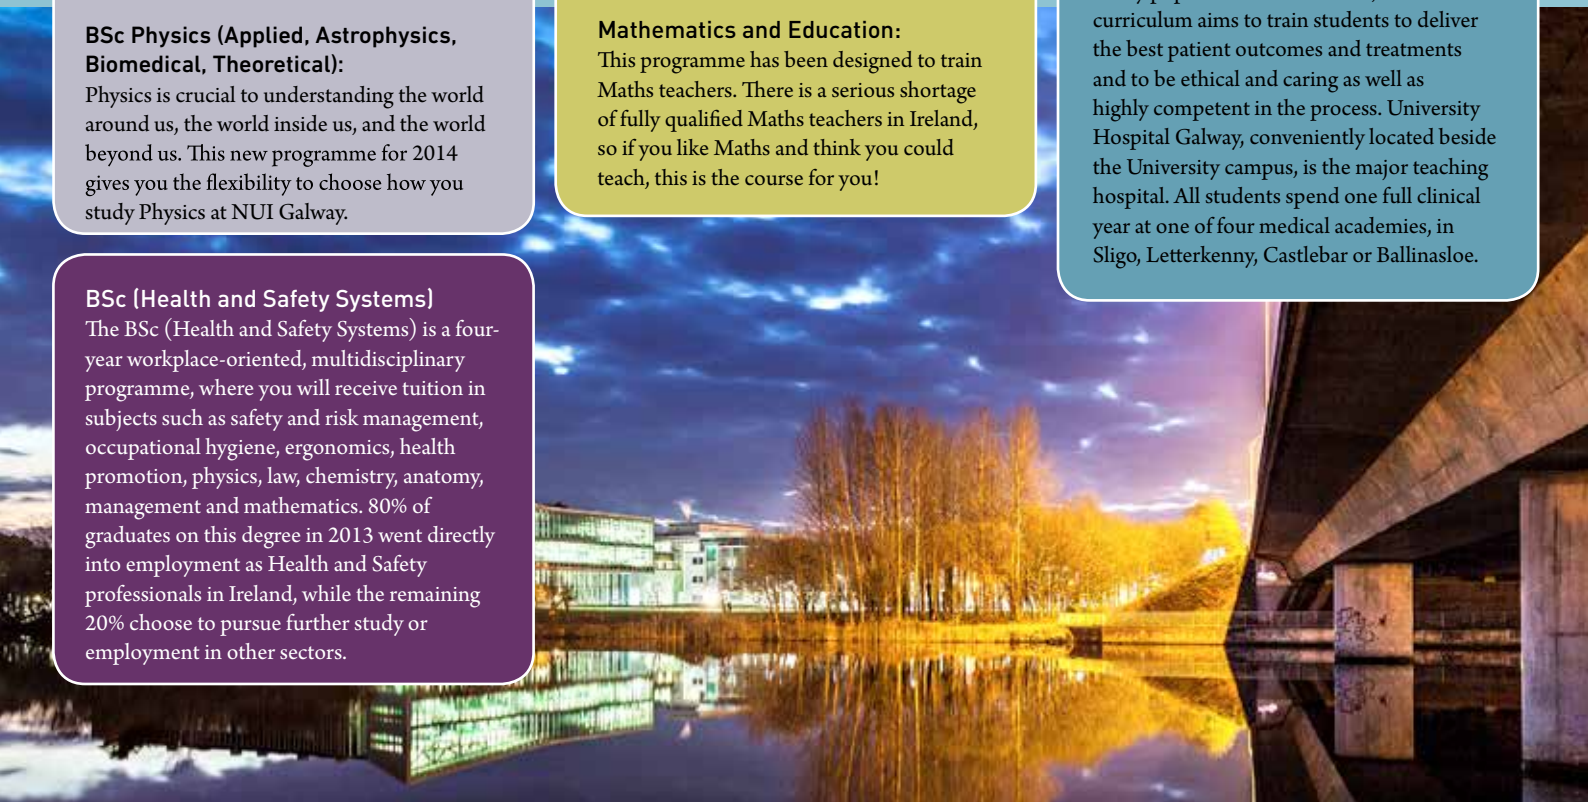 BSc Physics (Applied, Astrophysics,
Biomedical, Theoretical):
Physics is crucial to understanding the world
around us, the world inside us, and the world
beyond us. This new programme for 2014
gives you the flexibility to choose how you
study Physics at NUI Galway.
BSc (Health and Safety Systems)
The BSc (Health and Safety Systems) is a four-
year workplace-oriented, multidisciplinary
programme, where you will receive tuition in
subjects such as safety and risk management,
occupational hygiene, ergonomics, health
promotion, physics, law, chemistry, anatomy,
management and mathematics. 80% of
graduates on this degree in 2013 went directly
into employment as Health and Safety
professionals in Ireland, while the remaining
20% choose to pursue further study or
employment in other sectors.
Mathematics and Education:
This programme has been designed to train
Maths teachers. There is a serious shortage
of fully qualified Maths teachers in Ireland,
so if you like Maths and think you could
teach, this is the course for you!
curriculum aims to train students to deliver
the best patient outcomes and treatments
and to be ethical and caring as well as
highly competent in the process. University
Hospital Galway, conveniently located beside
the University campus, is the major teaching
hospital. All students spend one full clinical
year at one of four medical academies, in
Sligo, Letterkenny, Castlebar or Ballinasloe.